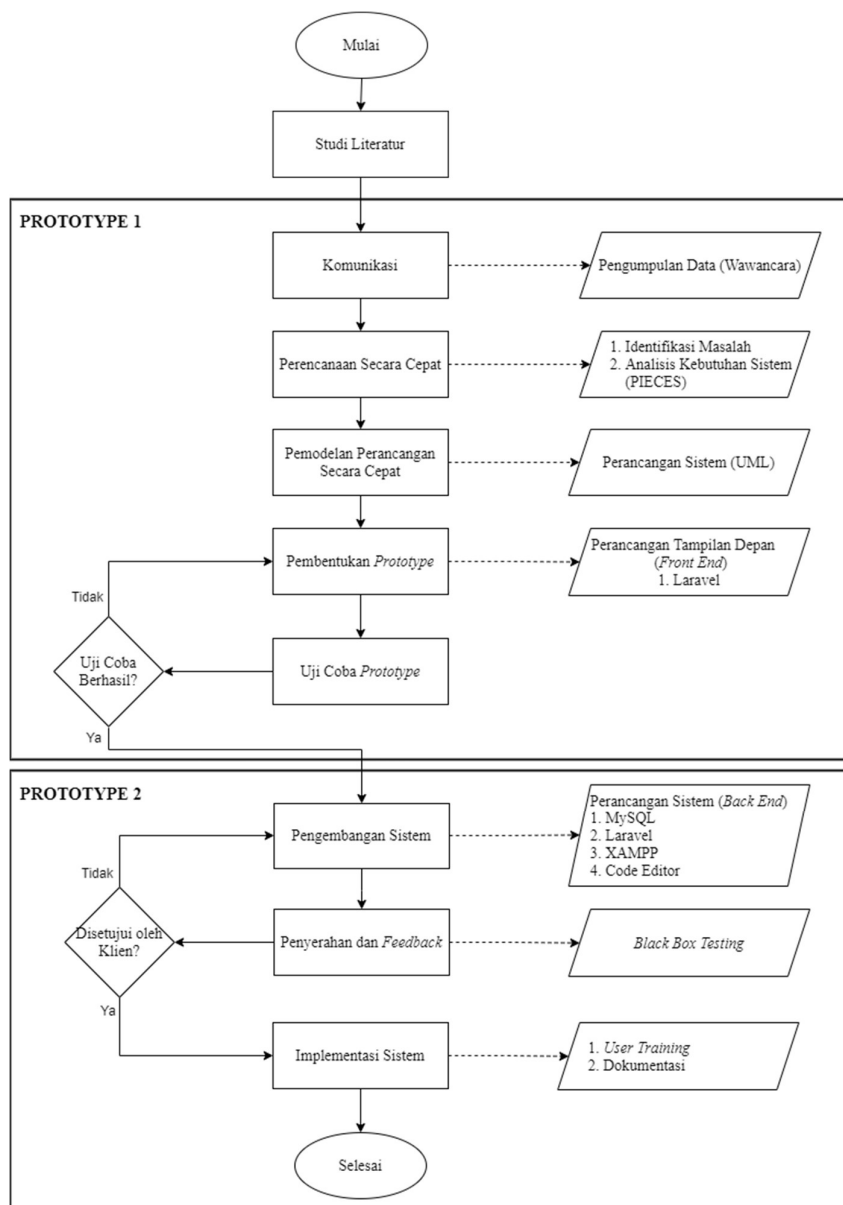 Mulai
Studi Literatur
PROTOTYPE 1
Komunikasi
Pengumpulan Data (Wawancara)
Perencanaan Secara Cepat
1. Identifikasi Masalah
2. Analisis Kebutuhan Sistem
(PIECES)
Pemodelan Perancangan
Secara Cepat
Perancangan Sistem (UML)
Pembentukan Prototype
Perancangan Tampilan Depan
(Front End)
1. Laravel
Tidak
Uji Coba
Berhasil?
Uji Coba Prototype
Ya
PROTOTYPE 2
Pengembangan Sistem
Perancangan Sistem (Back End)
1. MySQL
2. Laravel
3. XAMPP
4. Code Editor
Tidak
Disetujui oleh
Klien?
Penyerahan dan Feedback
Black Box Testing
Ya
Implementasi Sistem
1. User Training
2. Dokumentasi
Selesai